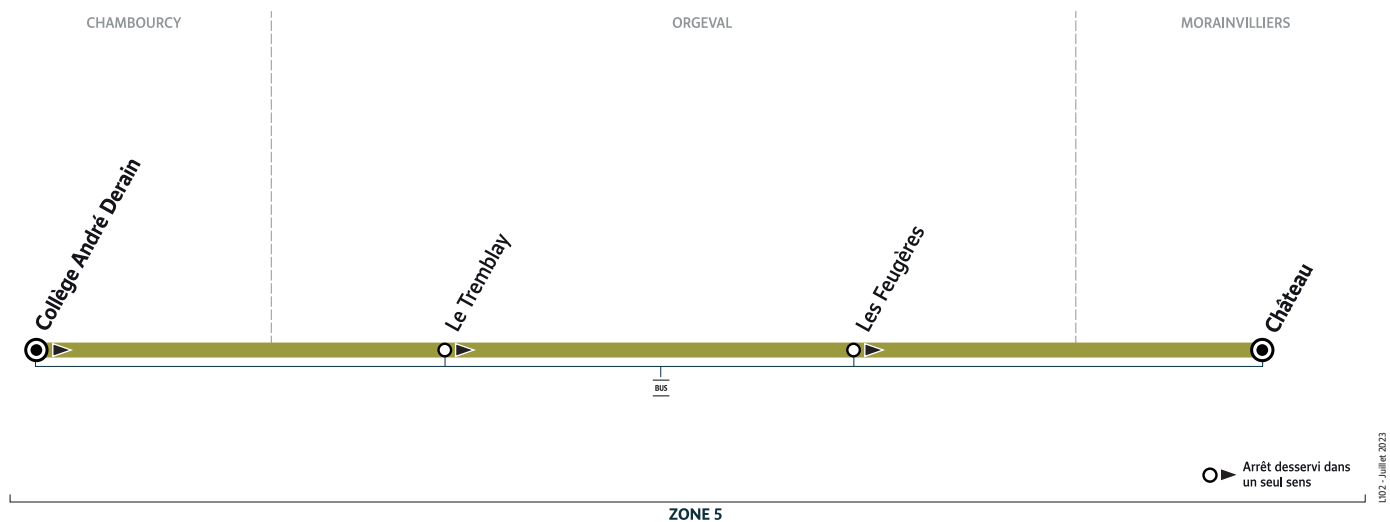 CHAMBOURCY
ORGEVAL
MORAINVILLIERS
Collège André Derain
Le Tremblay
Les Feugères
Château
BUS
Arrêt desservi dans
un seul sens
L102 - Juillet 2023
ZONE 5